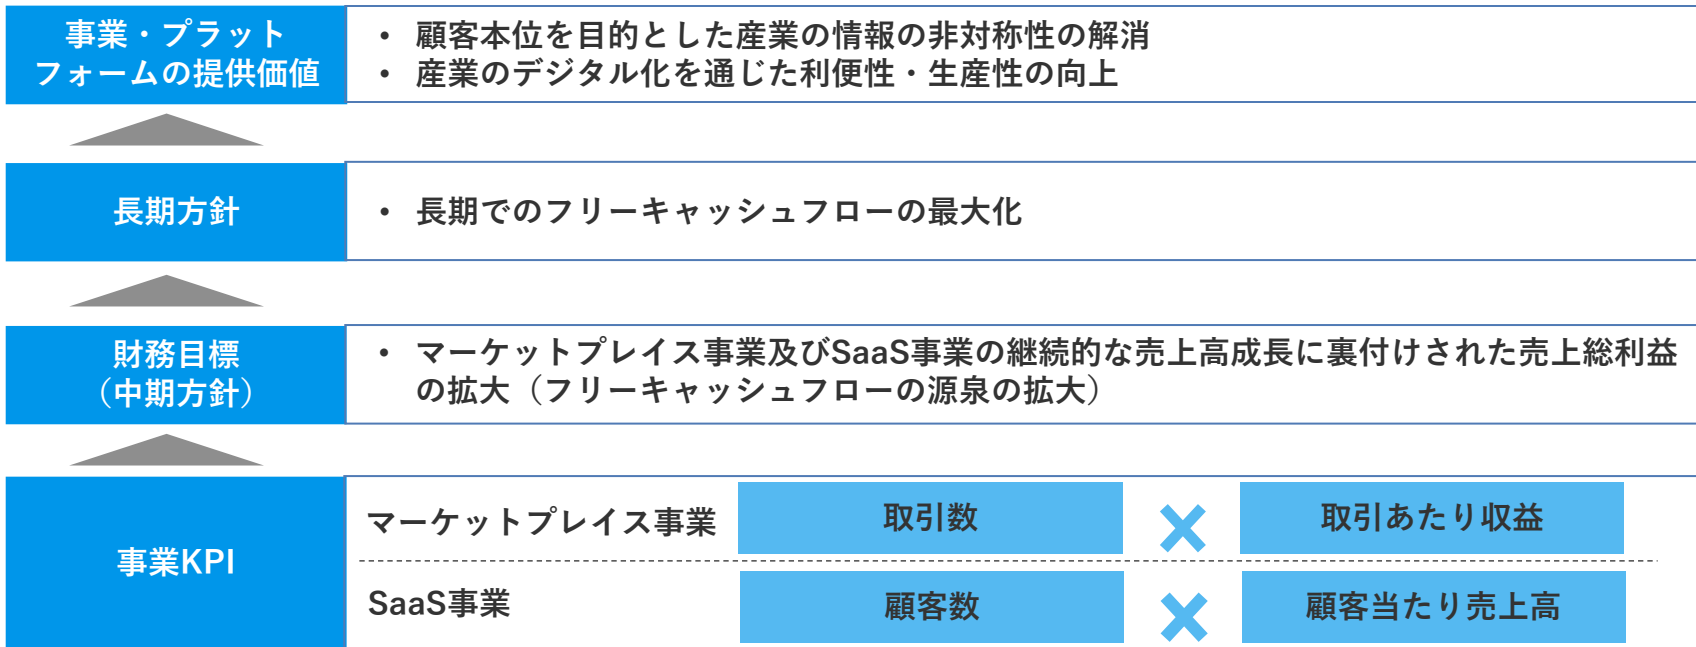 事業・プラット
フォームの提供価値
• 顧客本位を目的とした産業の情報の非対称性の解消
• 産業のデジタル化を通じた利便性・生産性の向上
長期方針
• 長期でのフリーキャッシュフローの最大化
財務目標
（中期方針）
• マーケットプレイス事業及びSaaS事業の継続的な売上高成長に裏付けされた売上総利益
の拡大（フリーキャッシュフローの源泉の拡大）
事業KPI
マーケットプレイス事業 取引数 × 取引あたり収益
SaaS事業 顧客数 × 顧客当たり売上高